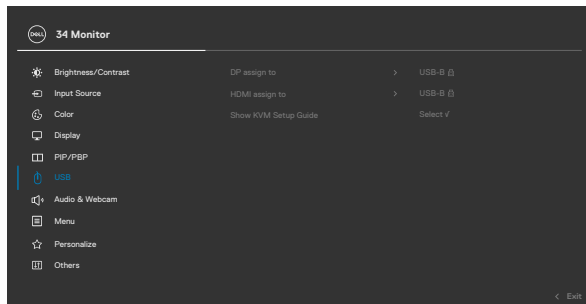 DELL 34 Monitor
Brightness/Contrast DP assign to > USB-B
Input Source HDMI assign to > USB-B
Color Show KVM Setup Guide Select √
Display
PIP/PBP
USB
Audio & Webcam
Menu
Personalize
Others
< Exit